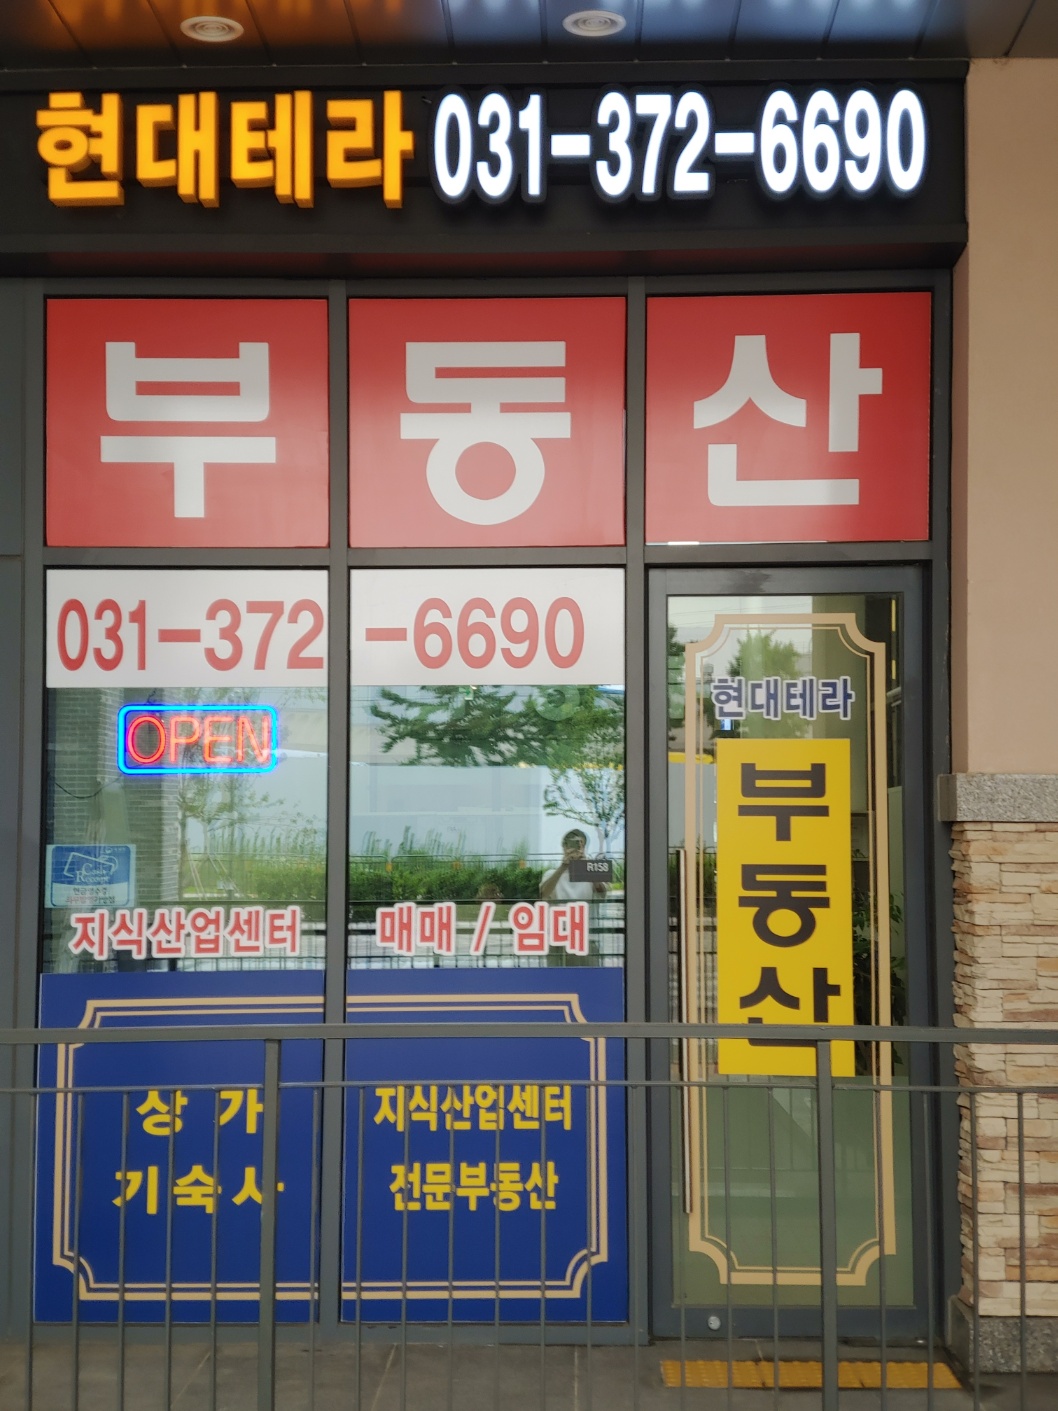 현대테라 031-372-6690
부동산
031-372-6690
OPEN
현대테라
부동산
R158
지식산업센터 매매 / 임대
상가
기숙사
지식산업센터
전문부동산